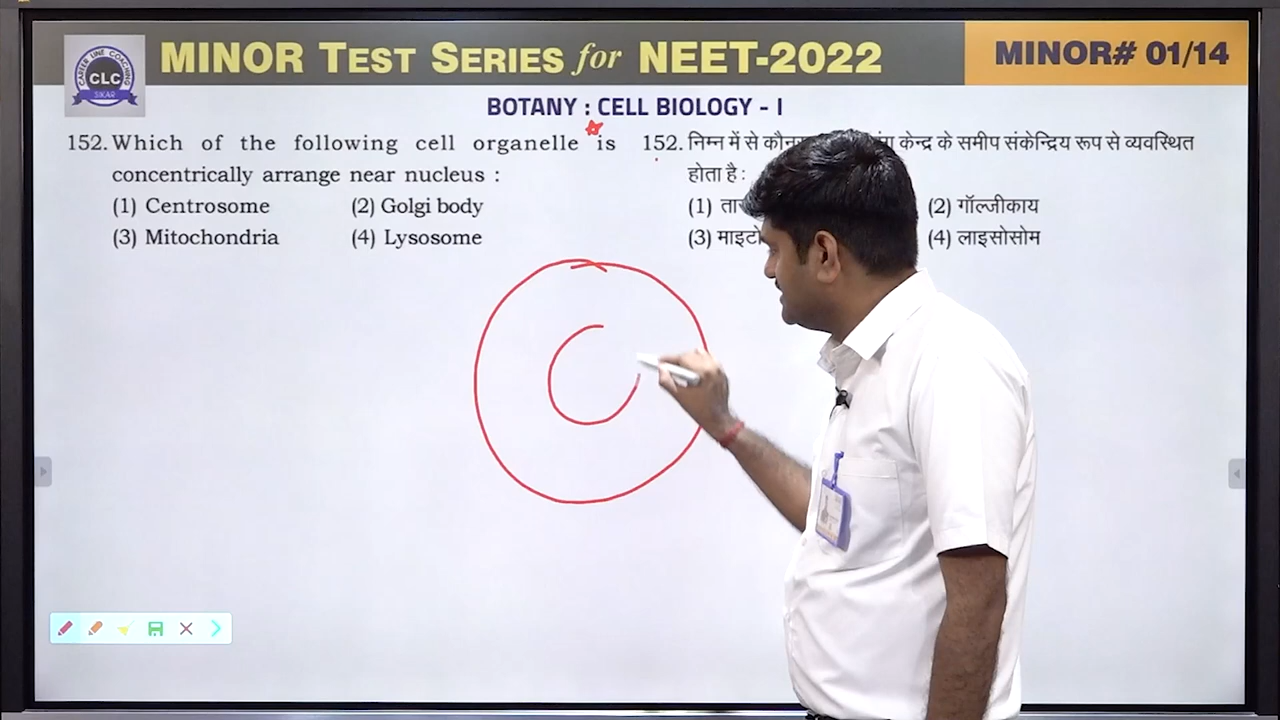 MINOR TEST SERIES for NEET-2022
MINOR# 01/14
CAREER LINE COACHING
CLC
SIKAR
BOTANY : CELL BIOLOGY - I
152. Which of the following cell organelle is
concentrically arrange near nucleus :
(1) Centrosome (2) Golgi body
(3) Mitochondria (4) Lysosome
152. निम्न में से केन्द्र के समीप संकेन्द्रिय रूप से व्यवस्थित
होता है :
(1) (2) गॉल्जीकाय
(3) (4) लाइसोसोम